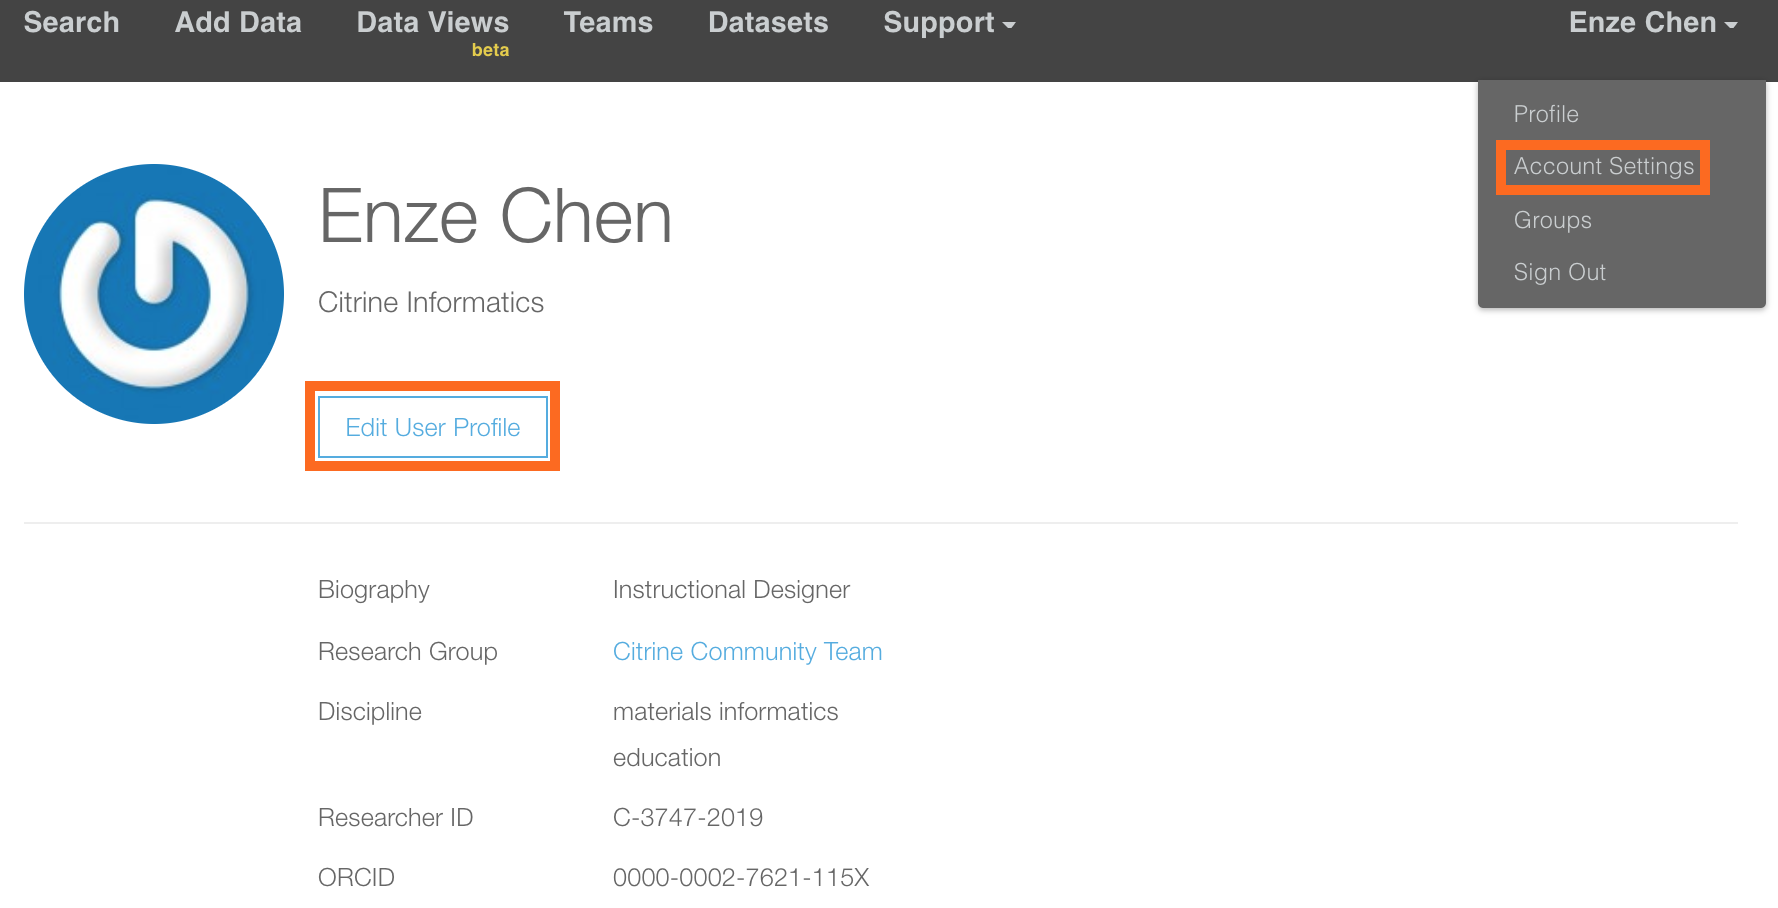 Search Add Data Data Views Teams Datasets Support Enze Chen
beta
Profile
Account Settings
Groups
Sign Out
Enze Chen
Citrine Informatics
Edit User Profile
Biography Instructional Designer
Research Group Citrine Community Team
Discipline materials informatics
education
Researcher ID C-3747-2019
ORCID 0000-0002-7621-115X